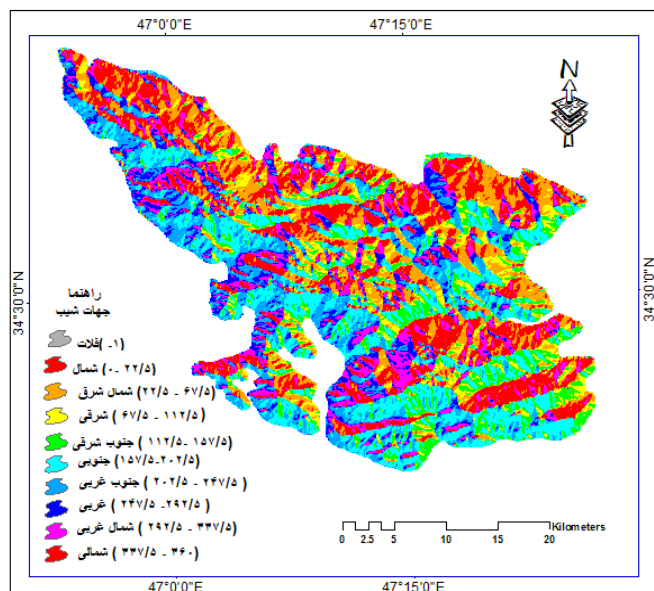 47°0'0"E 47°15'0"E
N
34°30'0"N 34°30'0"N
راهنما
جهات شیب
فلات( ۱-)
شمال (۰- ۲۲/۵)
شمال شرق (۲۲/۵ - ۶۷/۵)
شرقی ( ۶۷/۵ - ۱۱۲/۵)
جنوب شرقی (۱۱۲/۵ -۱۵۷/۵)
جنوبی (۱۵۷/۵-۲۰۲/۵)
جنوب غربی ( ۲۰۲/۵ - ۲۴۷/۵)
غربی ( ۲۴۷/۵ - ۲۹۲/۵)
شمال غربی ( ۲۹۲/۵ - ۳۳۷/۵)
شمالی ( ۳۳۷/۵ - ۳۶۰)
Kilometers
0 2.5 5 10 15 20
47°0'0"E 47°15'0"E